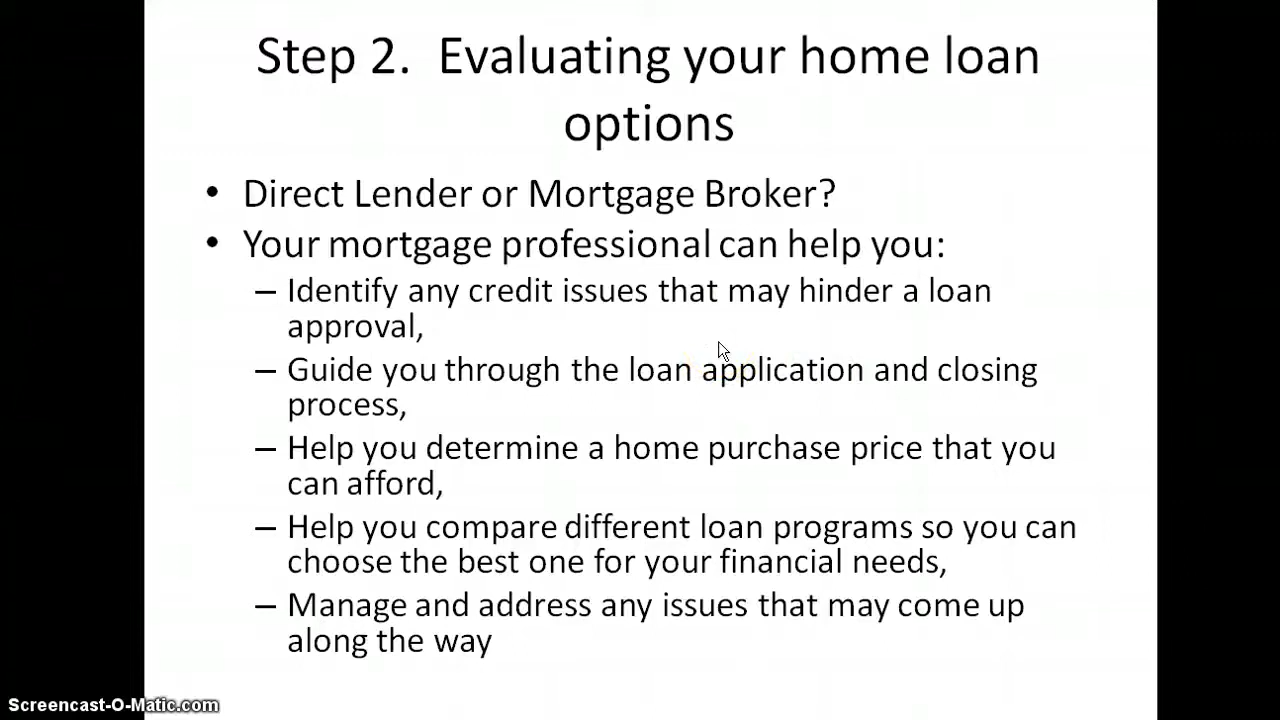 Step 2.  Evaluating your home loan
options
• Direct Lender or Mortgage Broker?
• Your mortgage professional can help you:
– Identify any credit issues that may hinder a loan
approval,
– Guide you through the loan application and closing
process,
– Help you determine a home purchase price that you
can afford,
– Help you compare different loan programs so you can
choose the best one for your financial needs,
– Manage and address any issues that may come up
along the way
Screencast-O-Matic.com